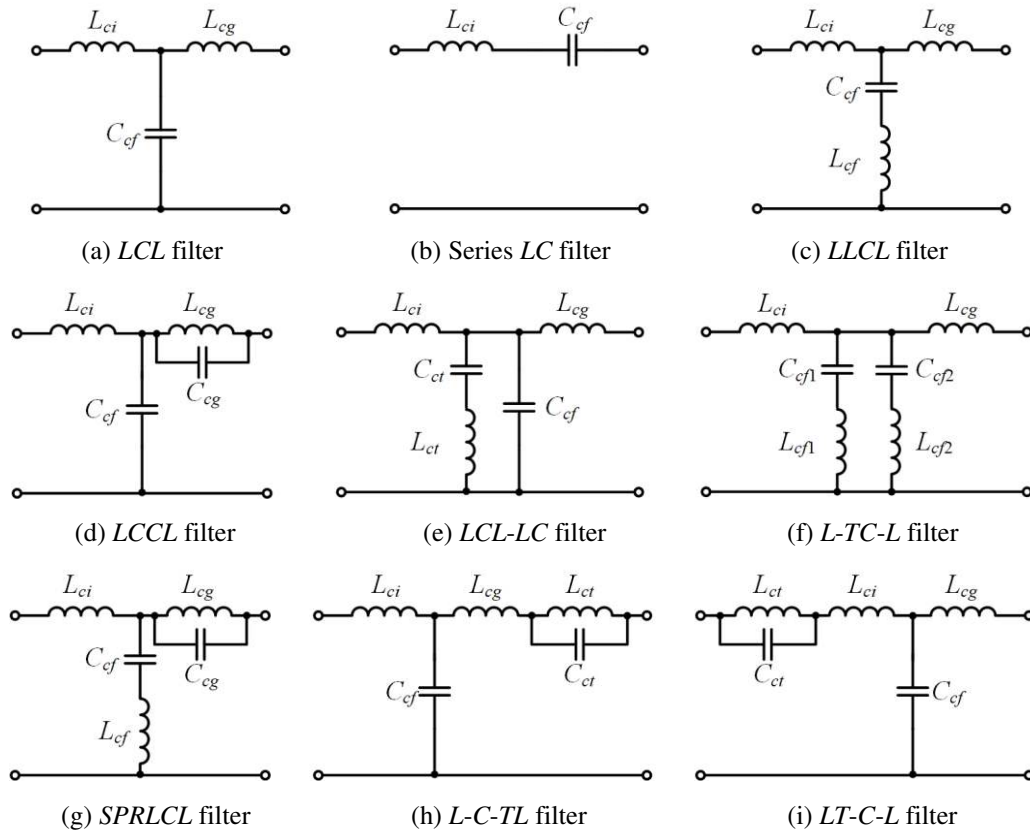 L_ci L_cg
C_cf
(a) LCL filter
L_ci C_cf
(b) Series LC filter
L_ci L_cg
C_cf
L_cf
(c) LLCL filter
L_ci L_cg
C_cg
C_cf
(d) LCCL filter
L_ci L_cg
C_ct
C_cf
L_ct
(e) LCL-LC filter
L_ci L_cg
C_cf1 C_cf2
L_cf1 L_cf2
(f) L-TC-L filter
L_ci L_cg
C_cf C_cg
L_cf
(g) SPRLCL filter
L_ci L_cg L_ct
C_ct
C_cf
(h) L-C-TL filter
L_ct L_ci L_cg
C_ct C_cf
(i) LT-C-L filter